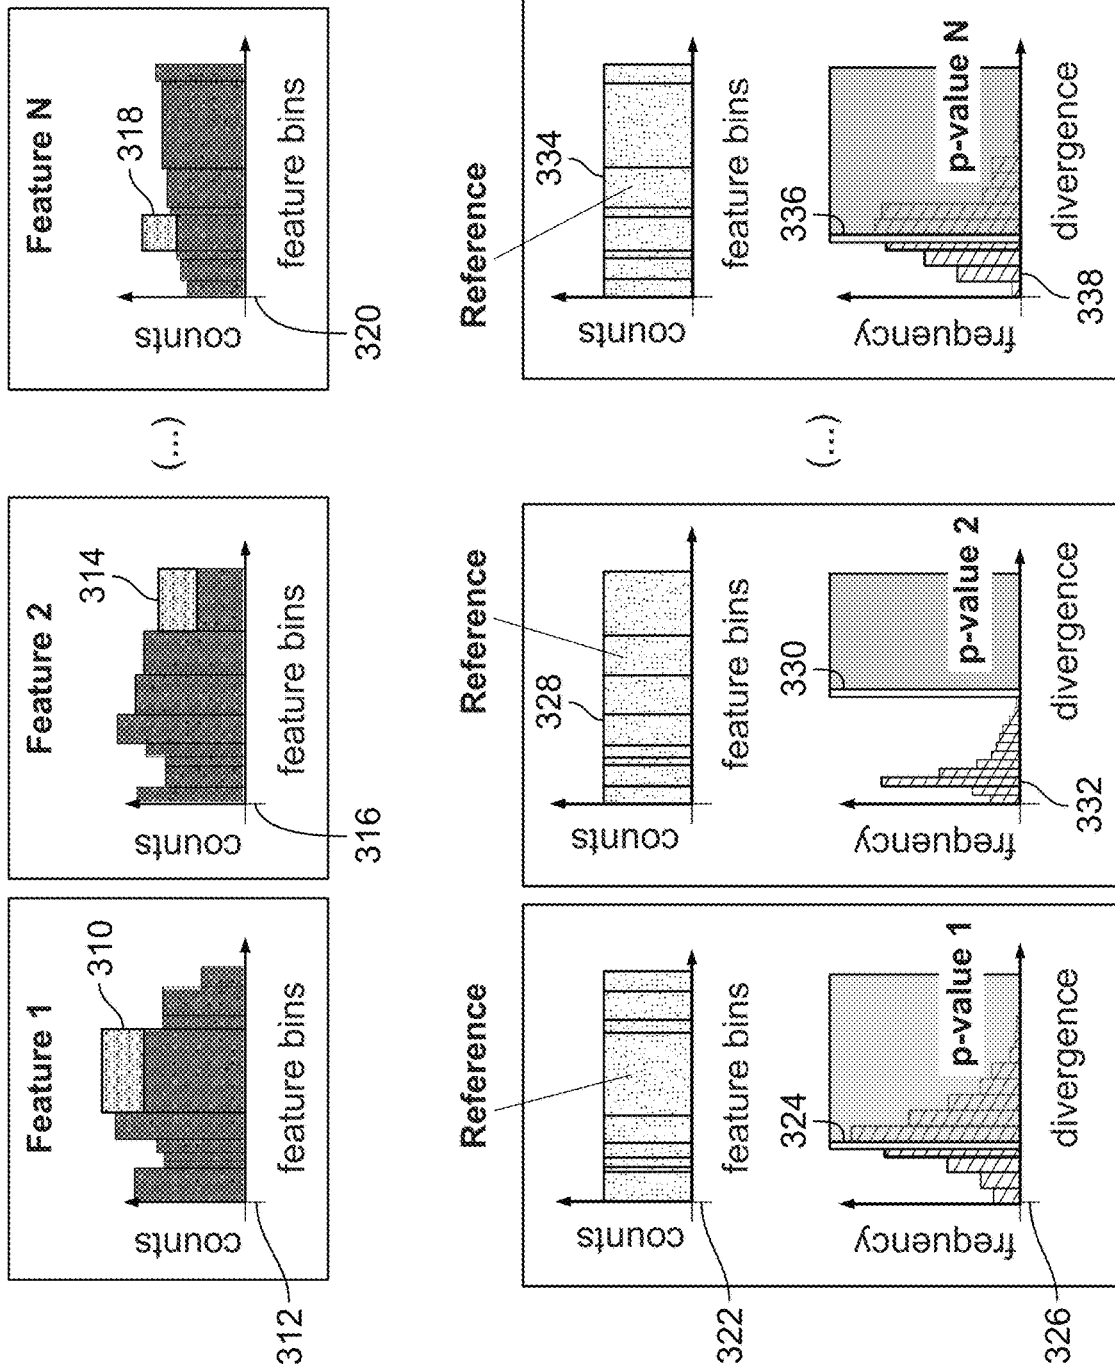 Feature 1
310
counts
feature bins
312
Feature 2
314
counts
feature bins
316
(...)
Feature N
318
counts
feature bins
320
Reference
counts
feature bins
322
324
frequency
p-value 1
divergence
326
Reference
328
counts
feature bins
330
frequency
p-value 2
divergence
332
(...)
Reference
334
counts
feature bins
336
frequency
p-value N
divergence
338